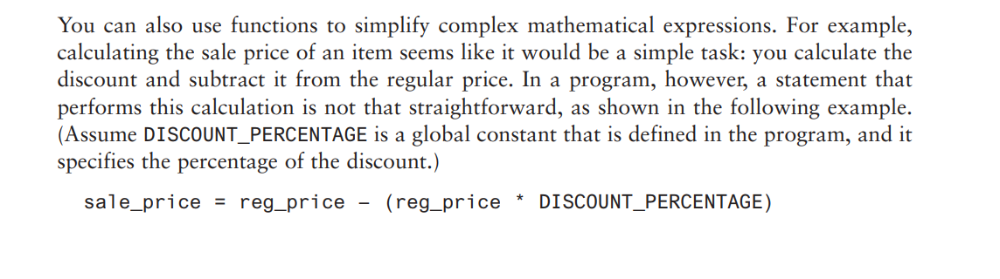 You can also use functions to simplify complex mathematical expressions. For example,
calculating the sale price of an item seems like it would be a simple task: you calculate the
discount and subtract it from the regular price. In a program, however, a statement that
performs this calculation is not that straightforward, as shown in the following example.
(Assume DISCOUNT_PERCENTAGE is a global constant that is defined in the program, and it
specifies the percentage of the discount.)
sale_price = reg_price − (reg_price * DISCOUNT_PERCENTAGE)